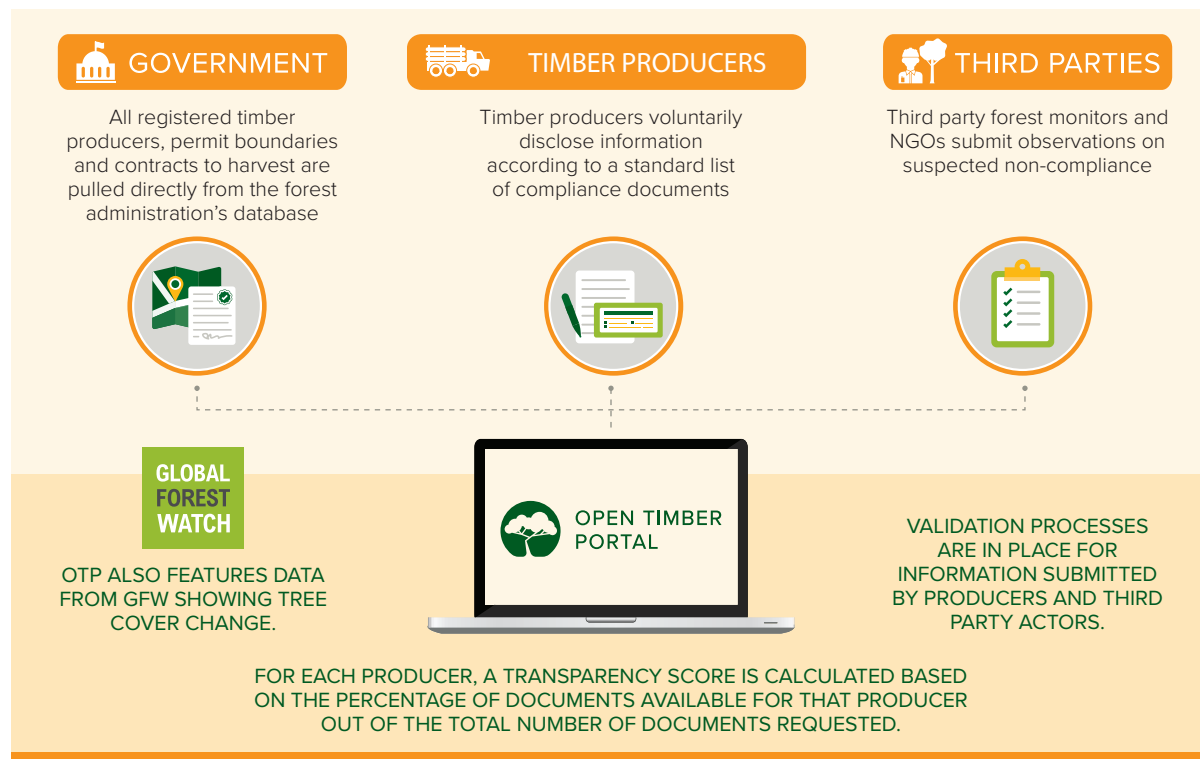 GOVERNMENT
All registered timber
producers, permit boundaries
and contracts to harvest are
pulled directly from the forest
administration's database
TIMBER PRODUCERS
Timber producers voluntarily
disclose information
according to a standard list
of compliance documents
THIRD PARTIES
Third party forest monitors and
NGOs submit observations on
suspected non-compliance
GLOBAL
FOREST
WATCH
OTP ALSO FEATURES DATA
FROM GFW SHOWING TREE
COVER CHANGE.
OPEN TIMBER
PORTAL
VALIDATION PROCESSES
ARE IN PLACE FOR
INFORMATION SUBMITTED
BY PRODUCERS AND THIRD
PARTY ACTORS.
FOR EACH PRODUCER, A TRANSPARENCY SCORE IS CALCULATED BASED
ON THE PERCENTAGE OF DOCUMENTS AVAILABLE FOR THAT PRODUCER
OUT OF THE TOTAL NUMBER OF DOCUMENTS REQUESTED.